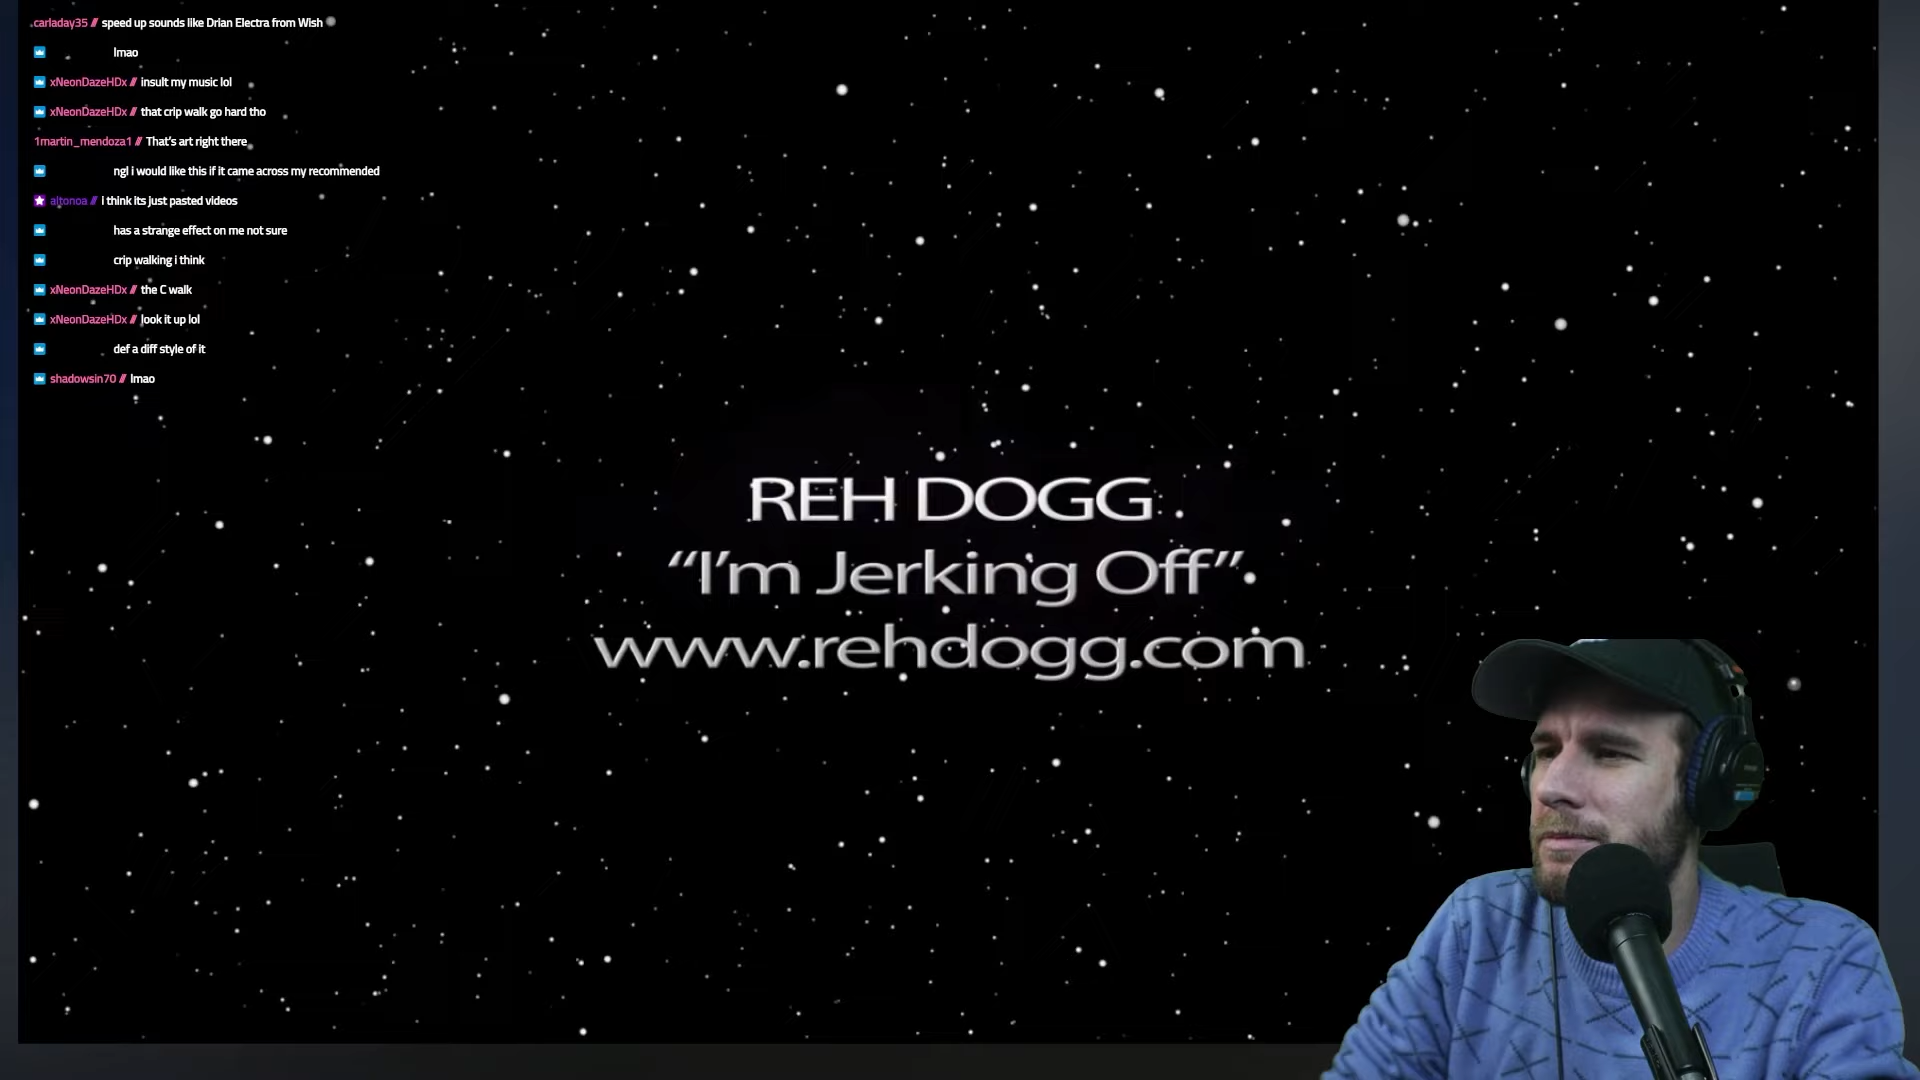 carladay35 // speed up sounds like Drian Electra from Wish
lmao
xNeonDazeHDx // insult my music lol
xNeonDazeHDx // that crip walk go hard tho
1martin_mendoza1 // That's art right there
ngl i would like this if it came across my recommended
altonoa // i think its just pasted videos
has a strange effect on me not sure
crip walking i think
xNeonDazeHDx // the C walk
xNeonDazeHDx // look it up lol
def a diff style of it
shadowsin70 // lmao
REH DOGG
“I’m Jerking Off”
www.rehdogg.com